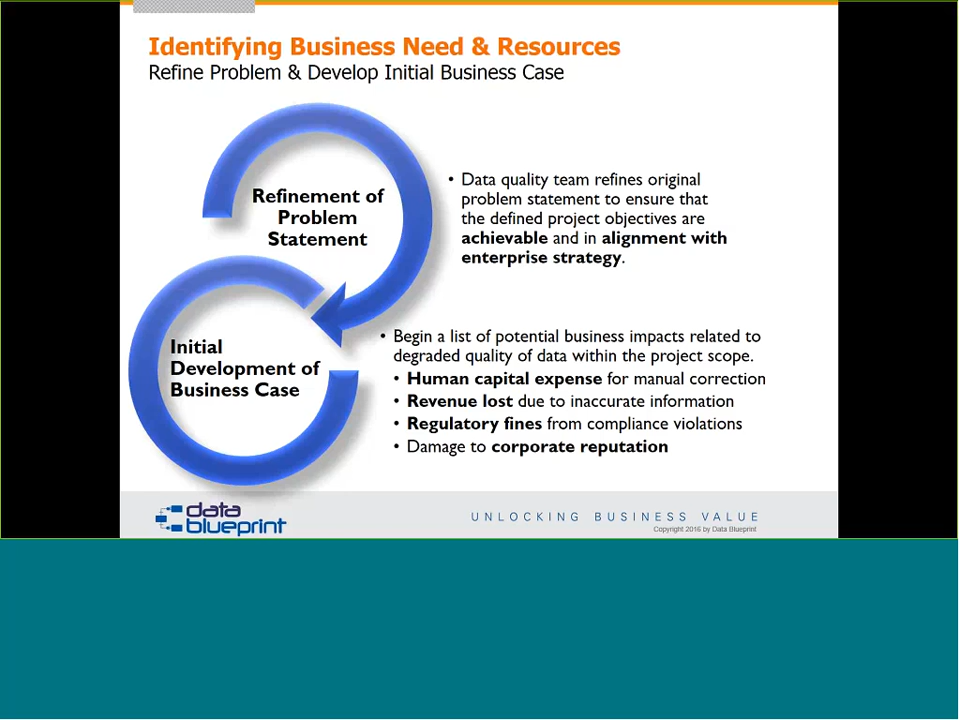 Identifying Business Need & Resources
Refine Problem & Develop Initial Business Case
Refinement of
Problem
Statement
• Data quality team refines original
problem statement to ensure that
the defined project objectives are
achievable and in alignment with
enterprise strategy.
Initial
Development of
Business Case
• Begin a list of potential business impacts related to
degraded quality of data within the project scope.
• Human capital expense for manual correction
• Revenue lost due to inaccurate information
• Regulatory fines from compliance violations
• Damage to corporate reputation
data
blueprint
UNLOCKING BUSINESS VALUE
Copyright 2016 by Data Blueprint